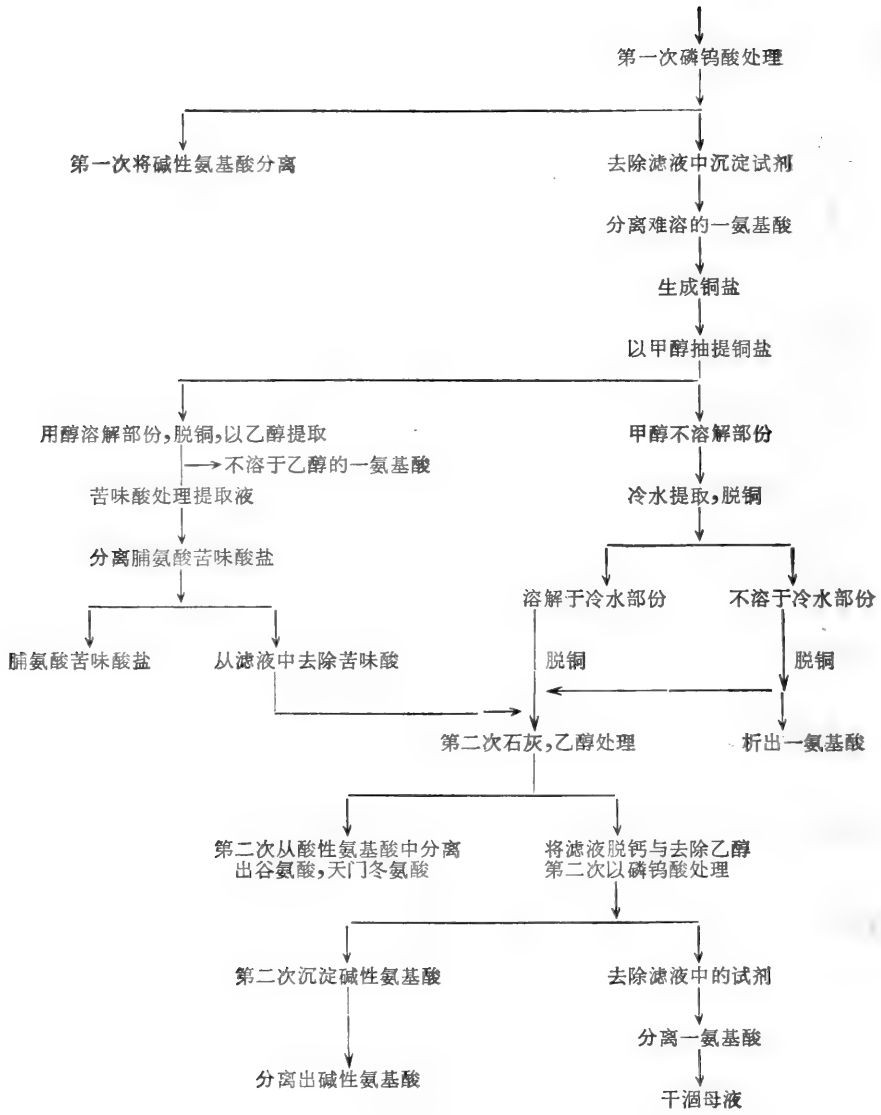 第一次磷钨酸处理
第一次将碱性氨基酸分离
去除滤液中沉淀试剂
分离难溶的一氨基酸
生成铜盐
以甲醇抽提铜盐
用醇溶解部份,脱铜,以乙醇提取
甲醇不溶解部份
不溶于乙醇的一氨基酸
苦味酸处理提取液
冷水提取,脱铜
分离脯氨酸苦味酸盐
溶解于冷水部份
不溶于冷水部份
脯氨酸苦味酸盐
从滤液中去除苦味酸
脱铜
脱铜
第二次石灰,乙醇处理
析出一氨基酸
第二次从酸性氨基酸中分离
出谷氨酸,天门冬氨酸
将滤液脱钙与去除乙醇
第二次以磷钨酸处理
第二次沉淀碱性氨基酸
去除滤液中的试剂
分离一氨基酸
分离出碱性氨基酸
干涸母液